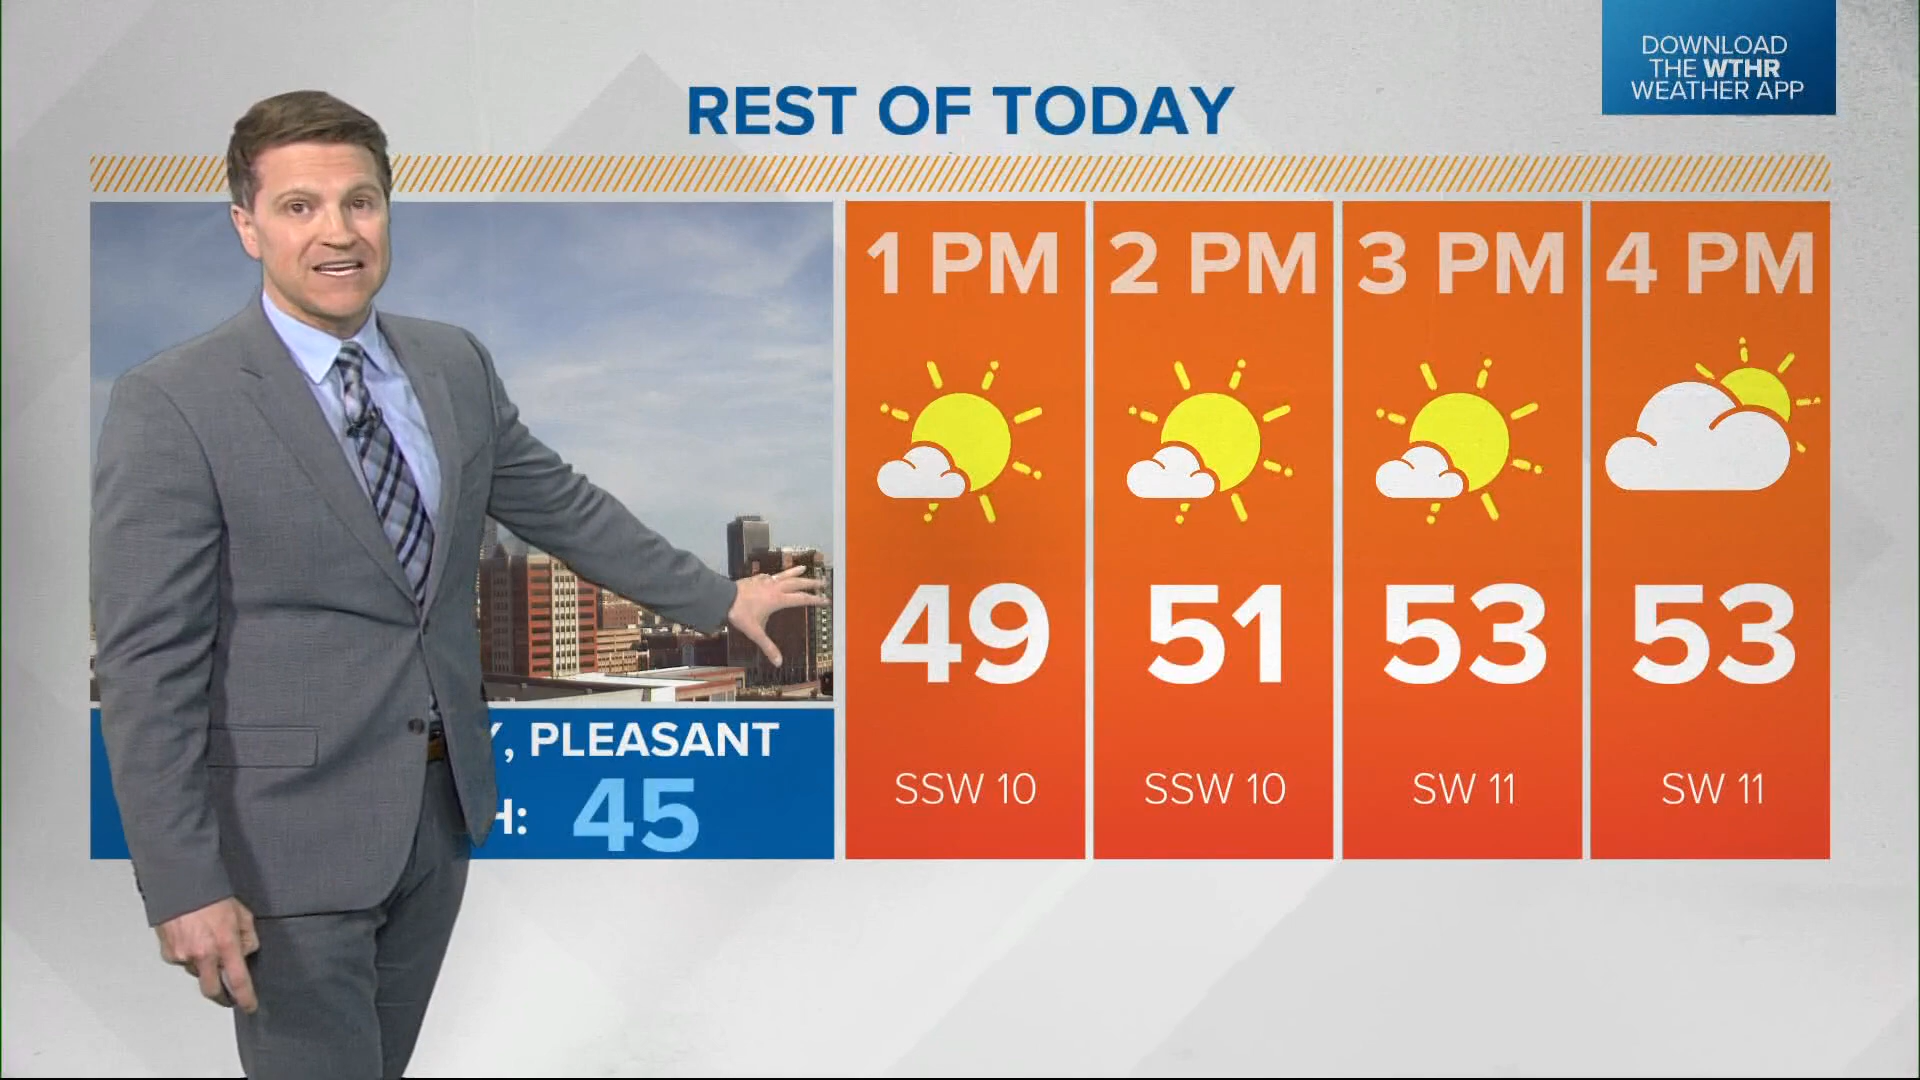 DOWNLOAD
THE WTHR
WEATHER APP
REST OF TODAY
1 PM
2 PM
3 PM
4 PM
49
51
53
53
SSW 10
SSW 10
SW 11
SW 11
, PLEASANT
H: 45